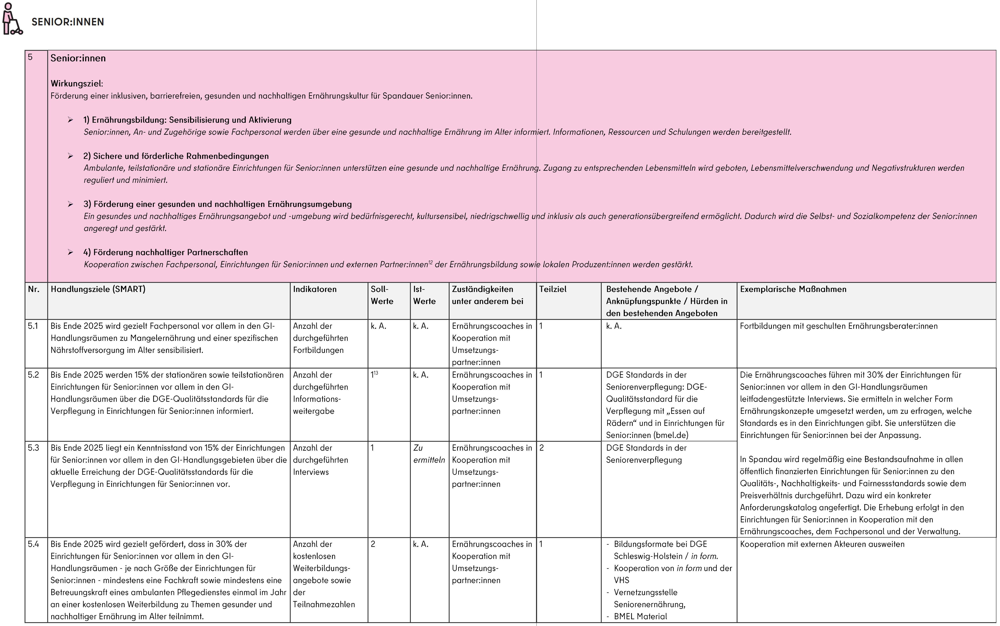 SENIOR:INNEN
5
Senior:innen
Wirkungsziel:
Förderung einer inklusiven, barrierefreien, gesunden und nachhaltigen Ernährungskultur für Spandauer Senior:innen.
➢ 1) Ernährungsbildung: Sensibilisierung und Aktivierung
Senior:innen, An- und Zugehörige sowie Fachpersonal werden über eine gesunde und nachhaltige Ernährung im Alter informiert. Informationen, Ressourcen und Schulungen werden bereitgestellt.
➢ 2) Sichere und förderliche Rahmenbedingungen
Ambulante, teilstationäre und stationäre Einrichtungen für Senior:innen unterstützen eine gesunde und nachhaltige Ernährung. Zugang zu entsprechenden Lebensmitteln wird geboten, Lebensmittelverschwendung und Negativstrukturen werden
reguliert und minimiert.
➢ 3) Förderung einer gesunden und nachhaltigen Ernährungsumgebung
Ein gesundes und nachhaltiges Ernährungsangebot und -umgebung wird bedürfnisgerecht, kultursensibel, niedrigschwellig und inklusiv als auch generationsübergreifend ermöglicht. Dadurch wird die Selbst- und Sozialkompetenz der Senior:innen
angeregt und gestärkt.
➢ 4) Förderung nachhaltiger Partnerschaften
Kooperation zwischen Fachpersonal, Einrichtungen für Senior:innen und externen Partner:innen¹² der Ernährungsbildung sowie lokalen Produzent:innen werden gestärkt.
Nr.
Handlungsziele (SMART)
Indikatoren
Soll-
Werte
Ist-
Werte
Zuständigkeiten
unter anderem bei
Teilziel
Bestehende Angebote /
Anknüpfungspunkte / Hürden in
den bestehenden Angeboten
Exemplarische Maßnahmen
5.1
Bis Ende 2025 wird gezielt Fachpersonal vor allem in den GI-
Handlungsräumen zu Mangelernährung und einer spezifischen
Nährstoffversorgung im Alter sensibilisiert.
Anzahl der
durchgeführten
Fortbildungen
k. A.
k. A.
Ernährungscoaches in
Kooperation mit
Umsetzungs-
partner:innen
1
k. A.
Fortbildungen mit geschulten Ernährungsberater:innen
5.2
Bis Ende 2025 werden 15% der stationären sowie teilstationären
Einrichtungen für Senior:innen vor allem in den GI-
Handlungsräumen über die DGE-Qualitätsstandards für die
Verpflegung in Einrichtungen für Senior:innen informiert.
Anzahl der
durchgeführten
Informations-
weitergabe
1¹³
k. A.
Ernährungscoaches in
Kooperation mit
Umsetzungs-
partner:innen
1
DGE Standards in der
Seniorenverpflegung: DGE-
Qualitätsstandard für die
Verpflegung mit „Essen auf
Rädern“ und in Einrichtungen für
Senior:innen (bmel.de)
Die Ernährungscoaches führen mit 30% der Einrichtungen für
Senior:innen vor allem in den GI-Handlungsräumen
leitfadengestützte Interviews. Sie ermitteln in welcher Form
Ernährungskonzepte umgesetzt werden, um zu erfragen, welche
Standards es in den Einrichtungen gibt. Sie unterstützen die
Einrichtungen für Senior:innen bei der Anpassung.
In Spandau wird regelmäßig eine Bestandsaufnahme in allen
öffentlich finanzierten Einrichtungen für Senior:innen zu den
Qualitäts-, Nachhaltigkeits- und Fairnessstandards sowie dem
Preisverhältnis durchgeführt. Dazu wird ein konkreter
Anforderungskatalog angefertigt. Die Erhebung erfolgt in den
Einrichtungen für Senior:innen in Kooperation mit den
Ernährungscoaches, dem Fachpersonal und der Verwaltung.
5.3
Bis Ende 2025 liegt ein Kenntnisstand von 15% der Einrichtungen
für Senior:innen vor allem in den GI-Handlungsgebieten über die
aktuelle Erreichung der DGE-Qualitätsstandards für die
Verpflegung in Einrichtungen für Senior:innen vor.
Anzahl der
durchgeführten
Interviews
1
Zu
ermitteln
Ernährungscoaches in
Kooperation mit
Umsetzungs-
partner:innen
2
DGE Standards in der
Seniorenverpflegung
5.4
Bis Ende 2025 wird gezielt gefördert, dass in 30% der
Einrichtungen für Senior:innen vor allem in den GI-
Handlungsräumen - je nach Größe der Einrichtungen für
Senior:innen - mindestens eine Fachkraft sowie mindestens eine
Betreuungskraft eines ambulanten Pflegedienstes einmal im Jahr
an einer kostenlosen Weiterbildung zu Themen gesunder und
nachhaltiger Ernährung im Alter teilnimmt.
Anzahl der
kostenlosen
Weiterbildungs-
angebote sowie
der
Teilnahmezahlen
2
k. A.
Ernährungscoaches in
Kooperation mit
Umsetzungs-
partner:innen
1
- Bildungsformate bei DGE
Schleswig-Holstein / in form.
- Kooperation von in form und der
VHS
- Vernetzungsstelle
Seniorenernährung,
- BMEL Material
Kooperation mit externen Akteuren ausweiten